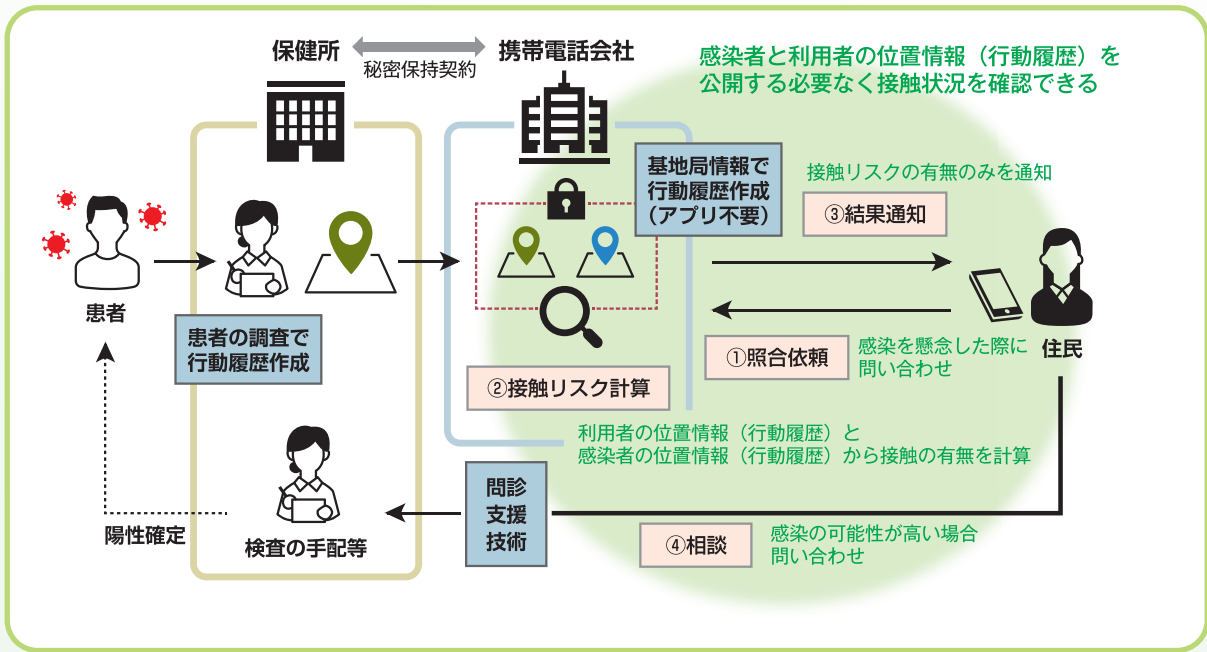 保健所
秘密保持契約
携帯電話会社
感染者と利用者の位置情報（行動履歴）を
公開する必要なく接触状況を確認できる
基地局情報で
行動履歴作成
（アプリ不要）
接触リスクの有無のみを通知
③結果通知
患者
患者の調査で
行動履歴作成
①照合依頼
感染を懸念した際に
問い合わせ
住民
②接触リスク計算
利用者の位置情報（行動履歴）と
感染者の位置情報（行動履歴）から接触の有無を計算
問診
支援
技術
陽性確定
検査の手配等
④相談
感染の可能性が高い場合
問い合わせ